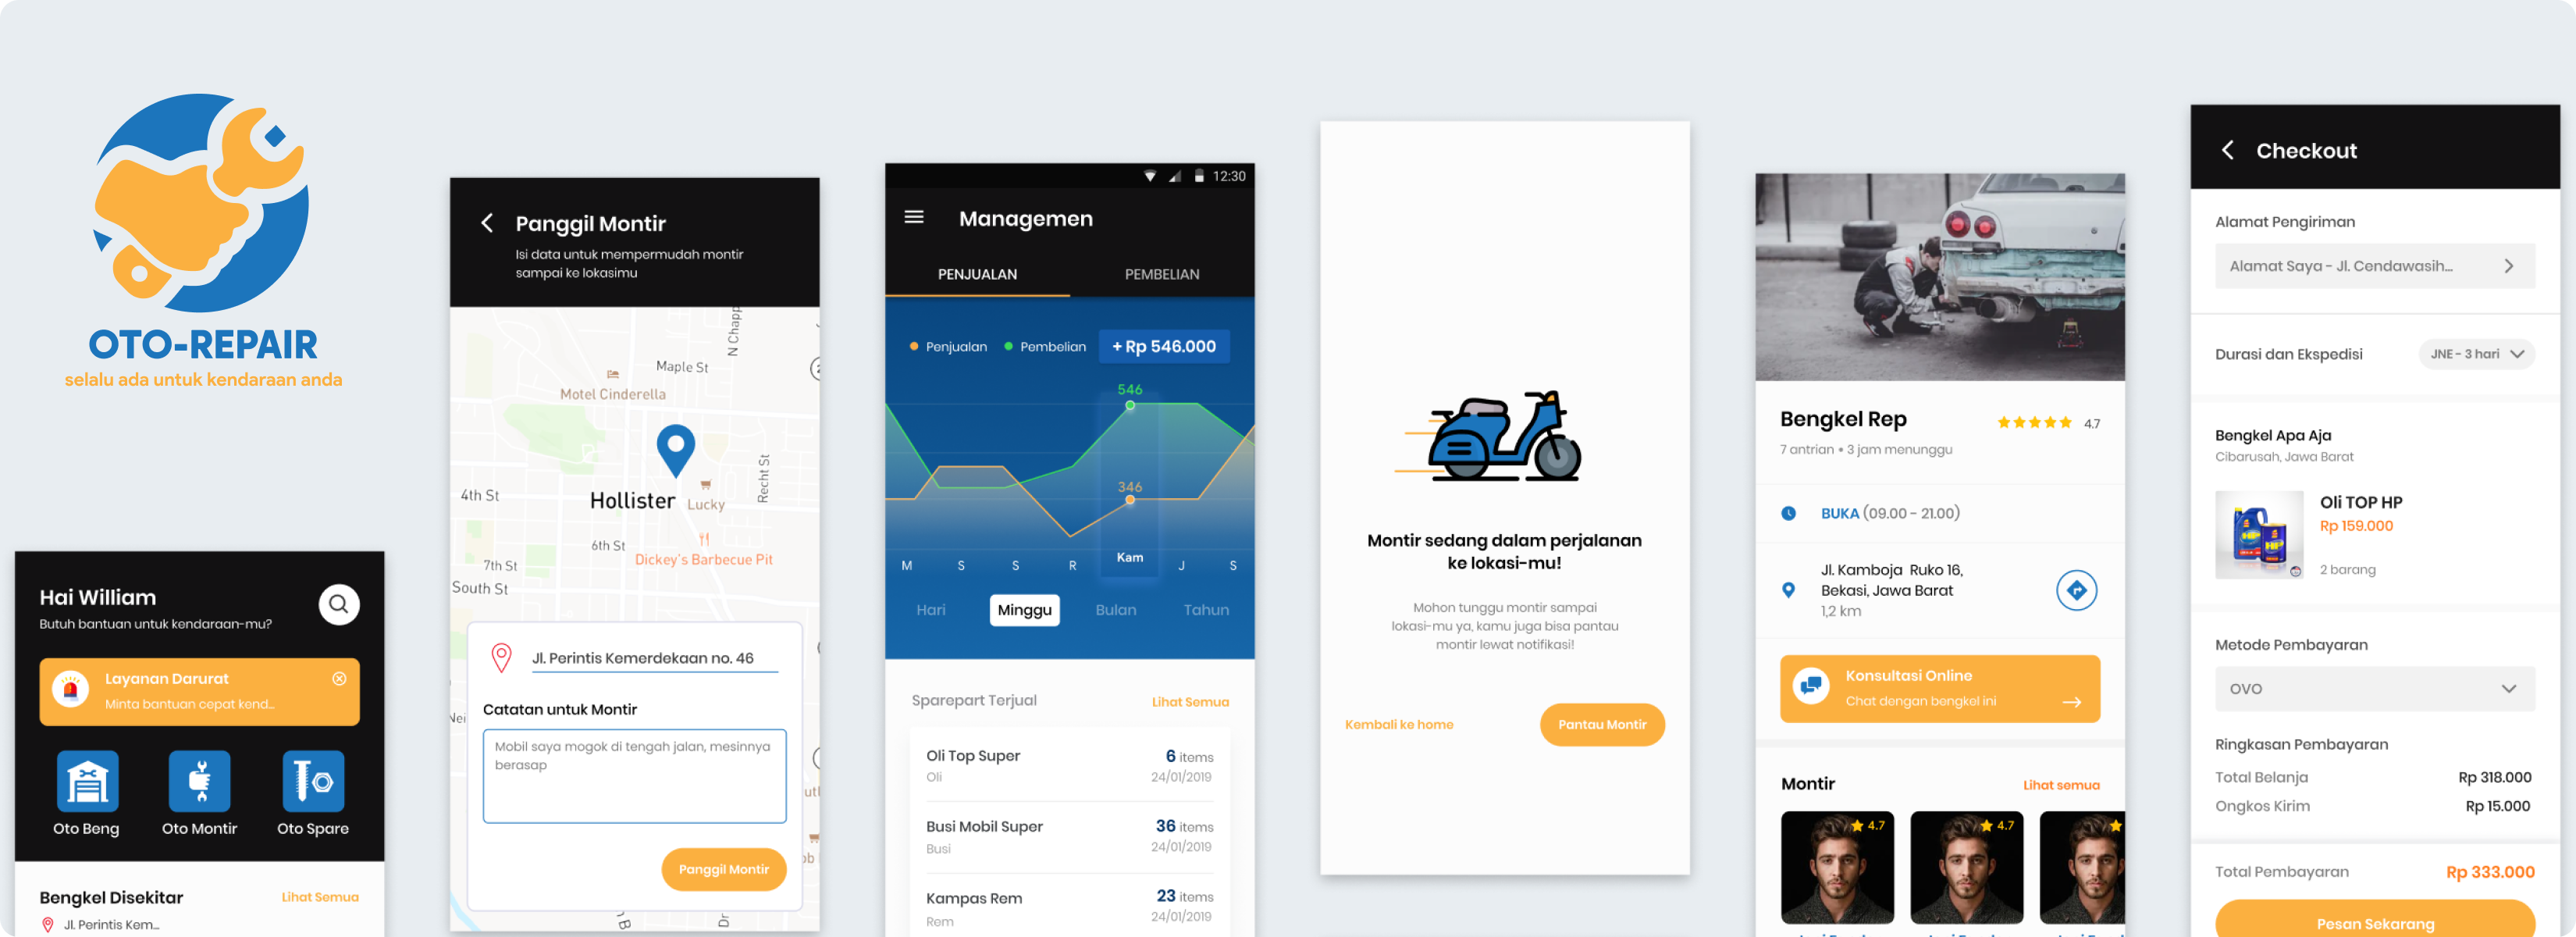 OTO-REPAIR
selalu ada untuk kendaraan anda
Hai William
Butuh bantuan untuk kendaraan-mu?
Layanan Darurat
Minta bantuan cepat kend...
Oto Beng
Oto Montir
Oto Spare
Bengkel Disekitar
Lihat Semua
Jl. Perintis Kem...
Panggil Montir
Isi data untuk mempermudah montir
sampai ke lokasimu
N Chapp
Maple St
Motel Cinderella
Recht St
4th St
Hollister
Lucky
6th St
Dickey's Barbecue Pit
7th St
South St
Nei
Jl. Perintis Kemerdekaan no. 46
Catatan untuk Montir
Mobil saya mogok di tengah jalan, mesinnya
berasap
Panggil Montir
Dr
12:30
Managemen
PENJUALAN
PEMBELIAN
Penjualan
Pembelian
+ Rp 546.000
546
346
M
S
S
R
Kam
J
S
Hari
Minggu
Bulan
Tahun
Sparepart Terjual
Lihat Semua
Oli Top Super
6 items
Oli
24/01/2019
Busi Mobil Super
36 items
Busi
24/01/2019
Kampas Rem
23 items
Rem
24/01/2019
Montir sedang dalam perjalanan
ke lokasi-mu!
Mohon tunggu montir sampai
lokasi-mu ya, kamu juga bisa pantau
montir lewat notifikasi!
Kembali ke home
Pantau Montir
Bengkel Rep
4.7
7 antrian • 3 jam menunggu
BUKA (09.00 - 21.00)
Jl. Kamboja Ruko 16,
Bekasi, Jawa Barat
1,2 km
Konsultasi Online
Chat dengan bengkel ini
Montir
Lihat semua
4.7
4.7
Checkout
Alamat Pengiriman
Alamat Saya - Jl. Cendawasih...
Durasi dan Ekspedisi
JNE - 3 hari
Bengkel Apa Aja
Cibarusah, Jawa Barat
Oli TOP HP
Rp 159.000
2 barang
Metode Pembayaran
OVO
Ringkasan Pembayaran
Total Belanja
Rp 318.000
Ongkos Kirim
Rp 15.000
Total Pembayaran
Rp 333.000
Pesan Sekarang